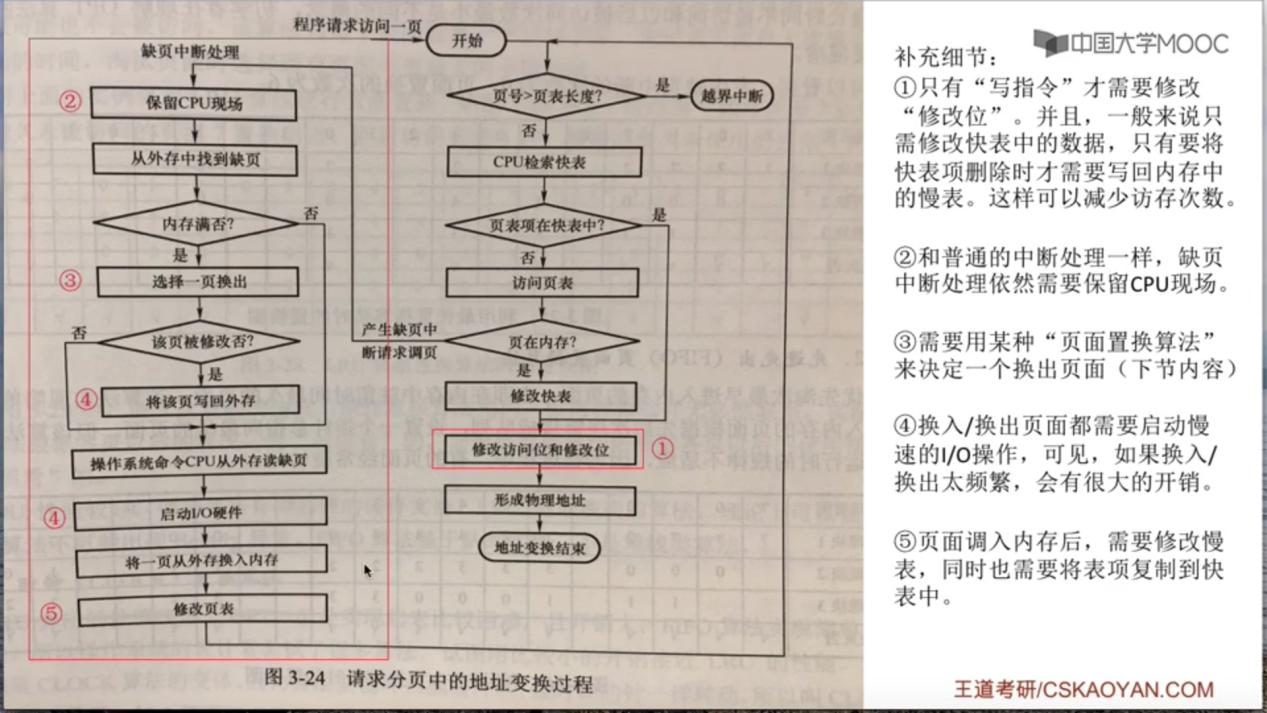 程序请求访问一页
开始
缺页中断处理
② 保留CPU现场
从外存中找到缺页
内存满否?
否
是
③ 选择一页换出
否
该页被修改否?
是
④ 将该页写回外存
操作系统命令CPU从外存读缺页
④ 启动I/O硬件
将一页从外存换入内存
⑤ 修改页表
页号>页表长度?
是
越界中断
否
CPU检索快表
页表项在快表中?
是
否
访问页表
产生缺页中
断请求调页
页在内存?
是
修改快表
修改访问位和修改位 ①
形成物理地址
地址变换结束
图 3-24 请求分页中的地址变换过程
中国大学MOOC
补充细节：
①只有“写指令”才需要修改
“修改位”。并且，一般来说只
需修改快表中的数据，只有要将
快表项删除时才需要写回内存中
的慢表。这样可以减少访存次数。
②和普通的中断处理一样，缺页
中断处理依然需要保留CPU现场。
③需要用某种“页面置换算法”
来决定一个换出页面（下节内容）
④换入/换出页面都需要启动慢
速的I/O操作，可见，如果换入/
换出太频繁，会有很大的开销。
⑤页面调入内存后，需要修改慢
表，同时也需要将表项复制到快
表中。
王道考研/CSKAOYAN.COM